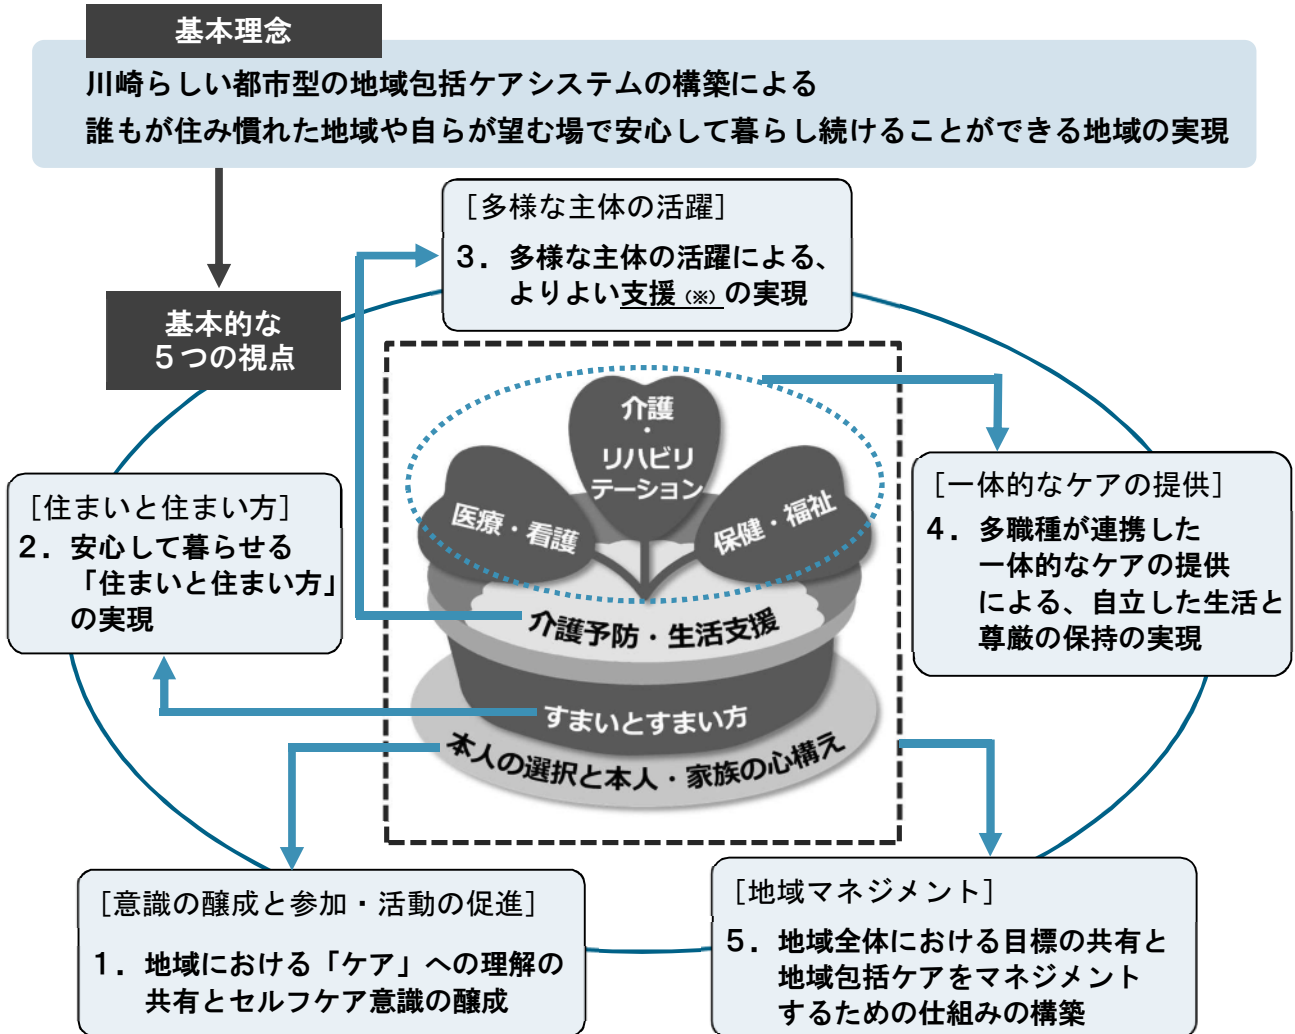 基本理念
川崎らしい都市型の地域包括ケアシステムの構築による
誰もが住み慣れた地域や自らが望む場で安心して暮らし続けることができる地域の実現
[多様な主体の活躍]
3. 多様な主体の活躍による、
よりよい支援(※)の実現
基本的な
5つの視点
介護
・
リハビリ
テーション
医療・看護
保健・福祉
介護予防・生活支援
すまいとすまい方
本人の選択と本人・家族の心構え
[住まいと住まい方]
2. 安心して暮らせる
「住まいと住まい方」
の実現
[一体的なケアの提供]
4. 多職種が連携した
一体的なケアの提供
による、自立した生活と
尊厳の保持の実現
[意識の醸成と参加・活動の促進]
1. 地域における「ケア」への理解の
共有とセルフケア意識の醸成
[地域マネジメント]
5. 地域全体における目標の共有と
地域包括ケアをマネジメント
するための仕組みの構築